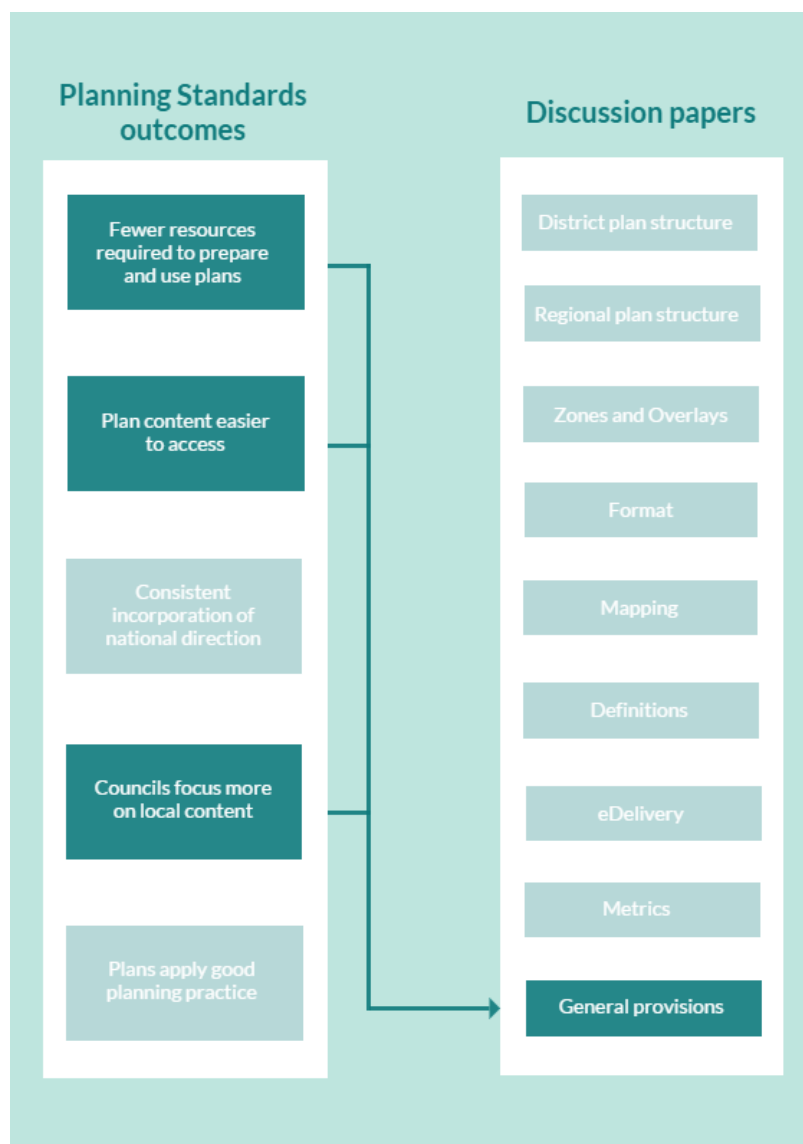 Planning Standards
outcomes
Fewer resources
required to prepare
and use plans
Plan content easier
to access
Consistent
incorporation of
national direction
Councils focus more
on local content
Plans apply good
planning practice
Discussion papers
District plan structure
Regional plan structure
Zones and Overlays
Format
Mapping
Definitions
eDelivery
Metrics
General provisions